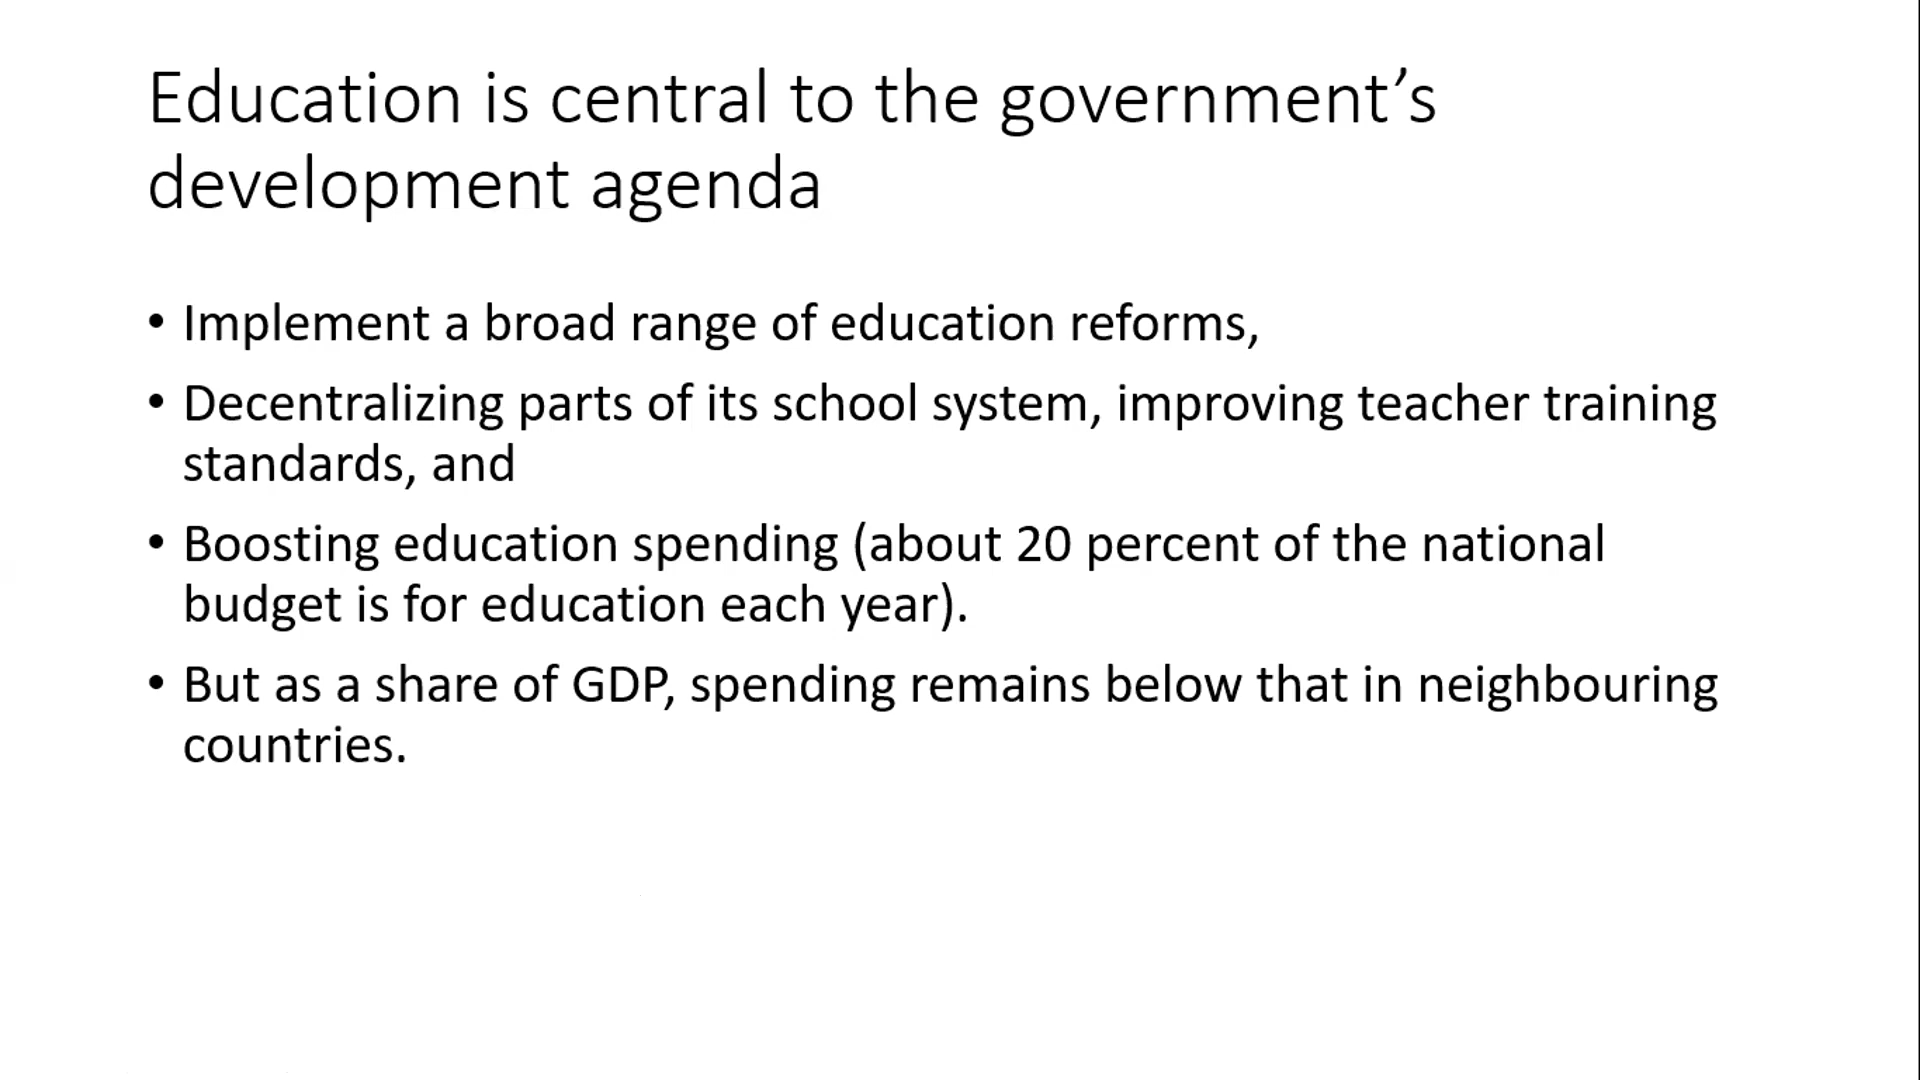 Education is central to the government’s
development agenda
• Implement a broad range of education reforms,
• Decentralizing parts of its school system, improving teacher training
standards, and
• Boosting education spending (about 20 percent of the national
budget is for education each year).
• But as a share of GDP, spending remains below that in neighbouring
countries.